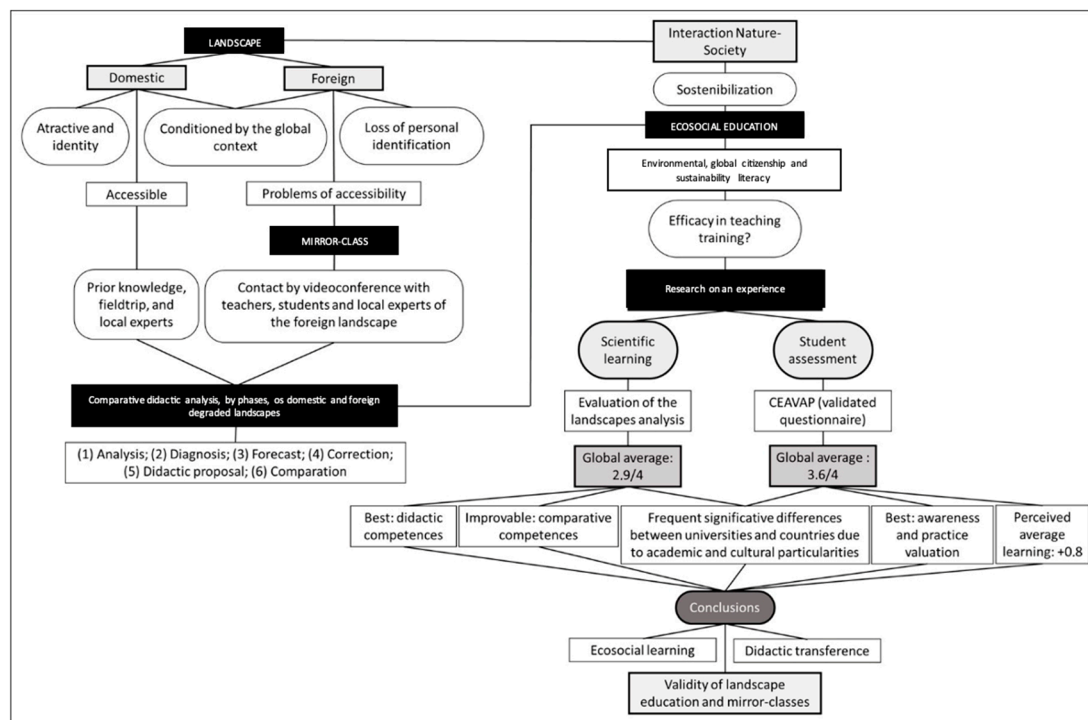 LANDSCAPE
Domestic
Foreign
Atractive and
identity
Conditioned by the global
context
Loss of personal
identification
Accessible
Problems of accessibility
MIRROR-CLASS
Prior knowledge,
fieldtrip, and
local experts
Contact by videoconference with
teachers, students and local experts of
the foreign landscape
Comparative didactic analysis, by phases, os domestic and foreign
degraded landscapes
(1) Analysis; (2) Diagnosis; (3) Forecast; (4) Correction;
(5) Didactic proposal; (6) Comparation
Interaction Nature-
Society
Sostenibilization
ECOSOCIAL EDUCATION
Environmental, global citizenship and
sustainability literacy
Efficacy in teaching
training?
Research on an experience
Scientific
learning
Student
assessment
Evaluation of the
landscapes analysis
CEAVAP (validated
questionnaire)
Global average:
2.9/4
Global average :
3.6/4
Best: didactic
competences
Improvable: comparative
competences
Frequent significative differences
between universities and countries due
to academic and cultural particularities
Best: awareness
and practice
valuation
Perceived
average
learning: +0.8
Conclusions
Ecosocial learning
Didactic transference
Validity of landscape
education and mirror-classes